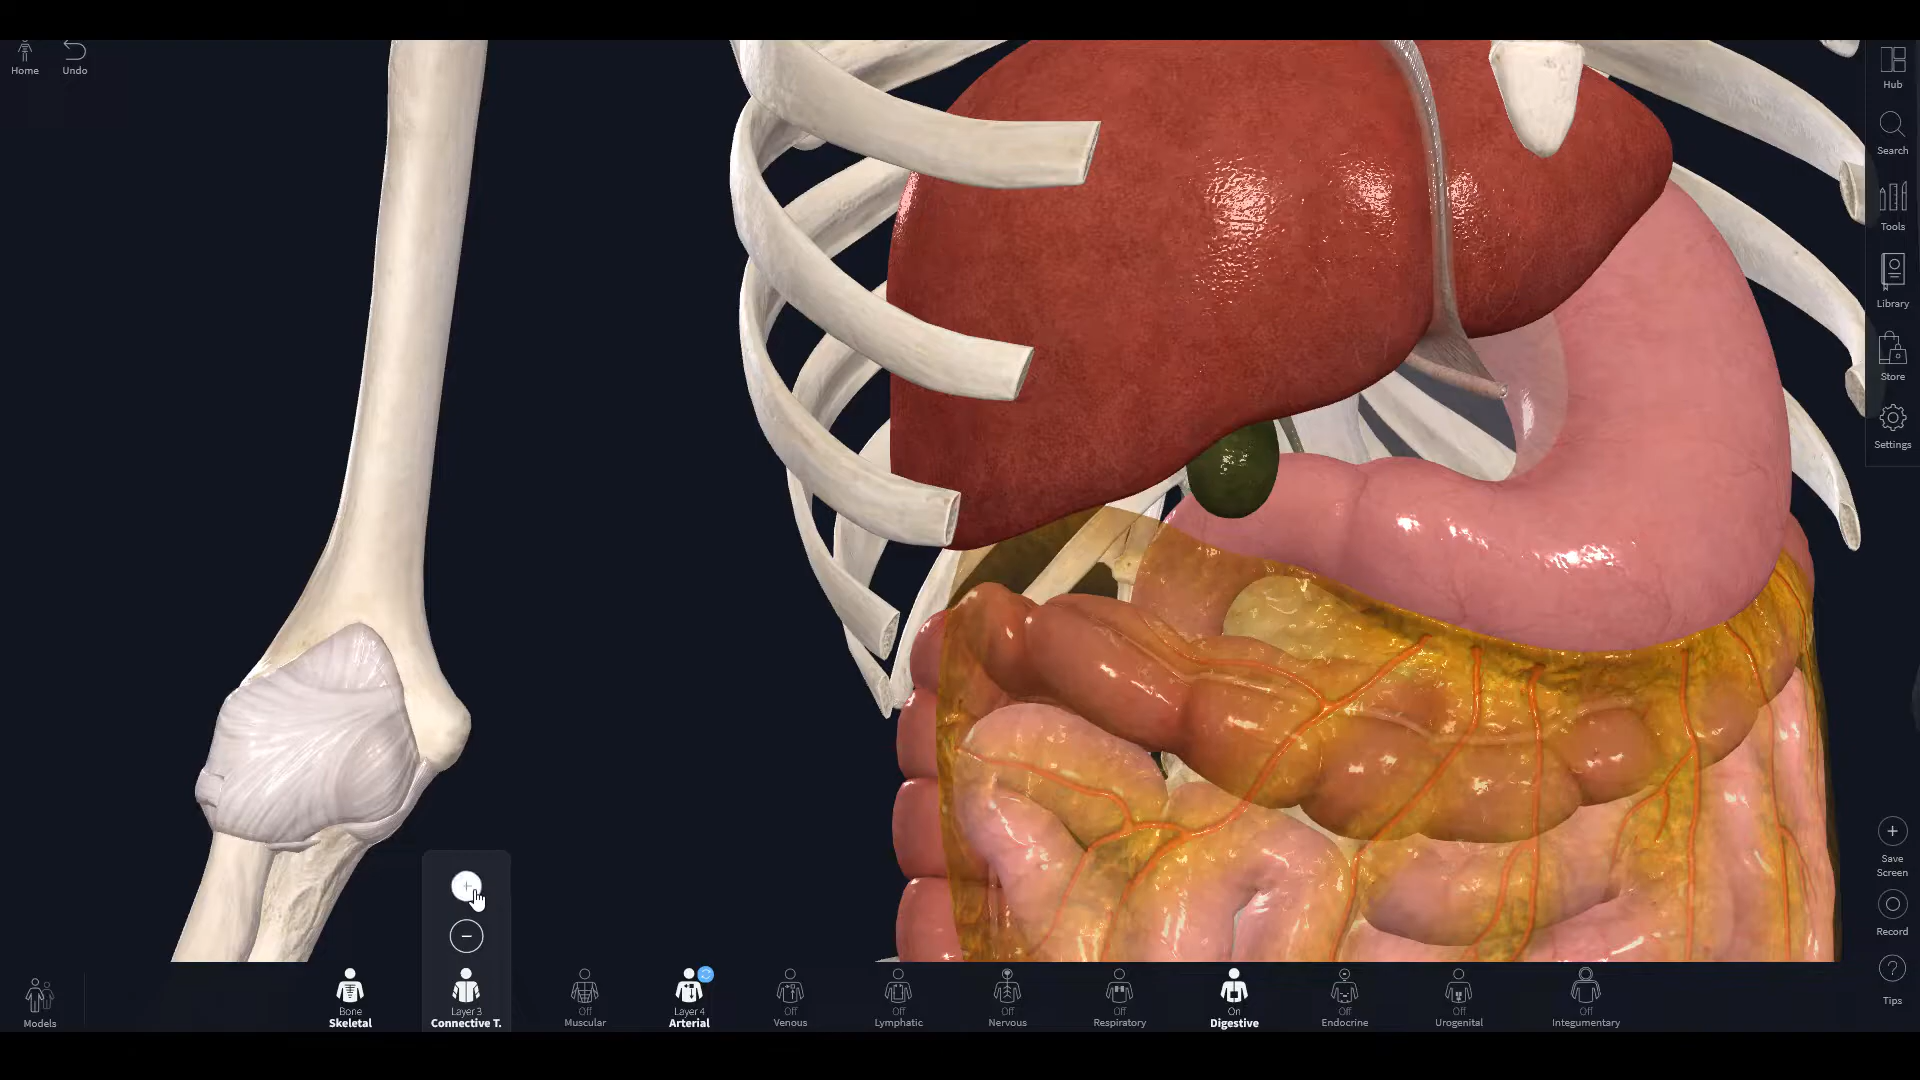 Home
Undo
Hub
Search
Tools
Library
Store
Settings
Save
Screen
Record
Tips
Models
Bone
Skeletal
Layer 3
Connective T.
Off
Muscular
Layer 4
Arterial
Off
Venous
Off
Lymphatic
Off
Nervous
Off
Respiratory
On
Digestive
Off
Endocrine
Off
Urogenital
Off
Integumentary